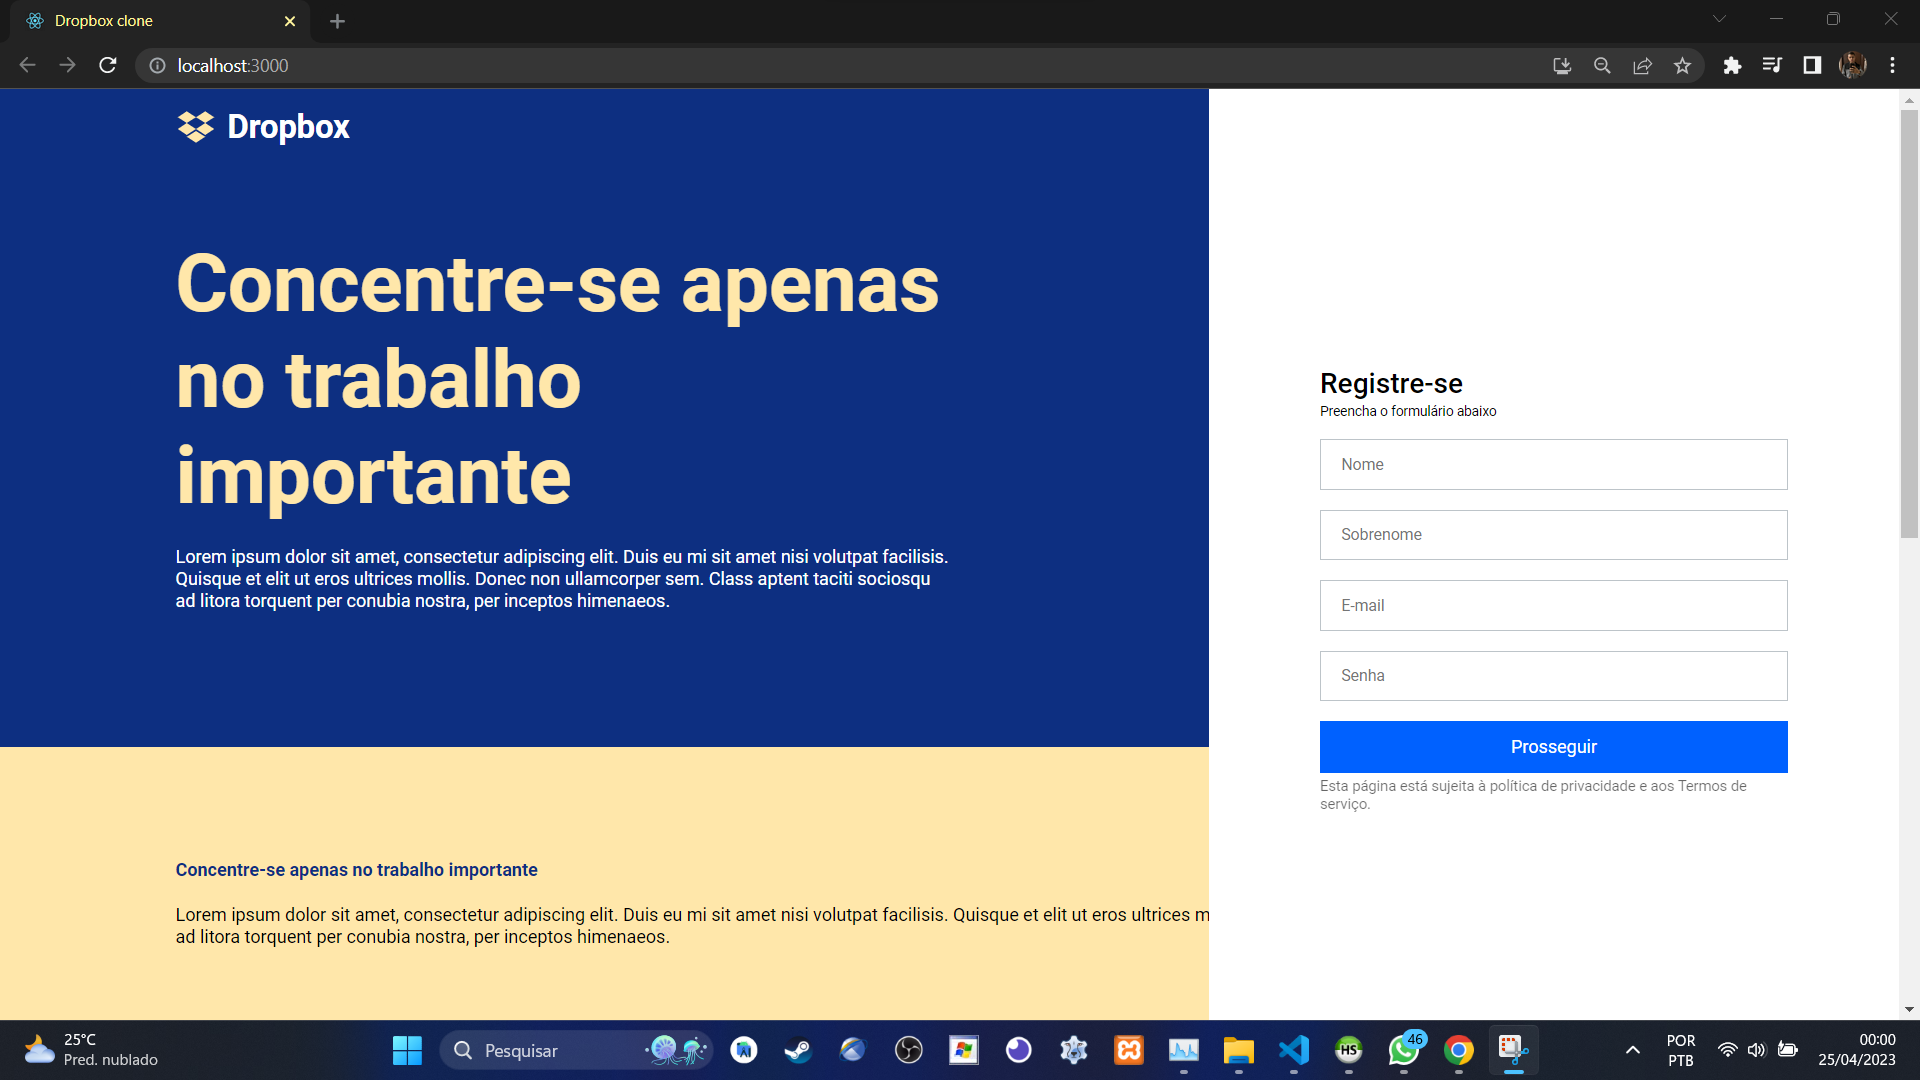 Dropbox clone
localhost:3000
Dropbox
Concentre-se apenas
no trabalho
importante
Lorem ipsum dolor sit amet, consectetur adipiscing elit. Duis eu mi sit amet nisi volutpat facilisis.
Quisque et elit ut eros ultrices mollis. Donec non ullamcorper sem. Class aptent taciti sociosqu
ad litora torquent per conubia nostra, per inceptos himenaeos.
Registre-se
Preencha o formulário abaixo
Nome
Sobrenome
E-mail
Senha
Prosseguir
Esta página está sujeita à política de privacidade e aos Termos de
serviço.
Concentre-se apenas no trabalho importante
Lorem ipsum dolor sit amet, consectetur adipiscing elit. Duis eu mi sit amet nisi volutpat facilisis. Quisque et elit ut eros ultrices m
ad litora torquent per conubia nostra, per inceptos himenaeos.
25°C
Pred. nublado
Pesquisar
HS
46
POR
PTB
00:00
25/04/2023